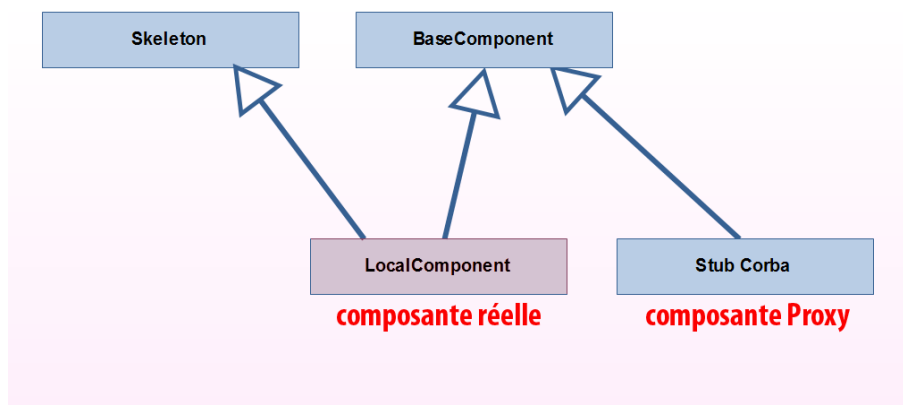 Skeleton
BaseComponent
LocalComponent
Stub Corba
composante réelle
composante Proxy